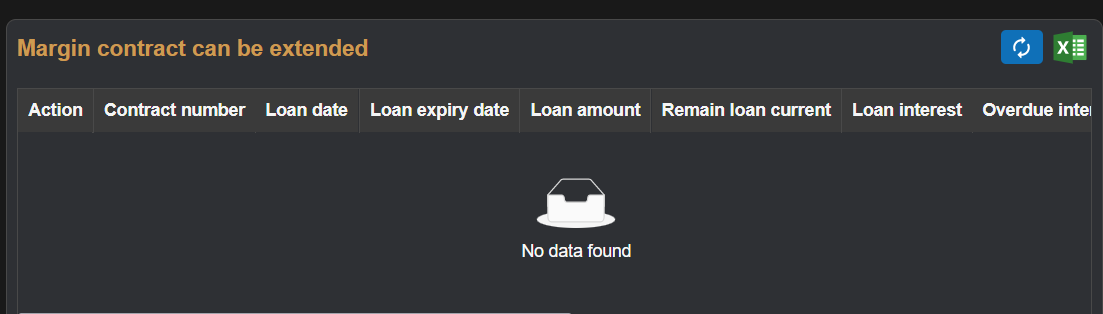 Margin contract can be extended
Action Contract number Loan date Loan expiry date Loan amount Remain loan current Loan interest Overdue inte
No data found